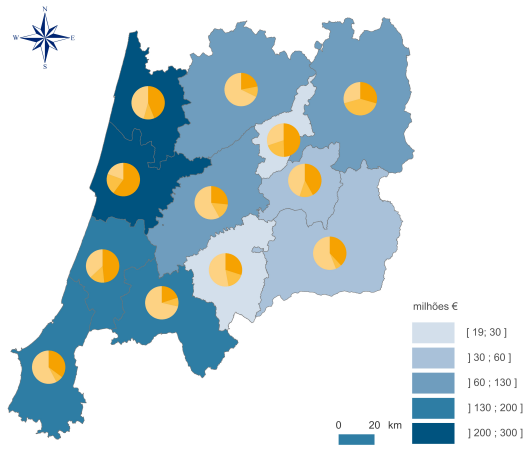 N
W E
S
milhões €
[ 19; 30 ]
] 30 ; 60 ]
] 60 ; 130 ]
] 130 ; 200 ]
] 200 ; 300 ]
0 20 km